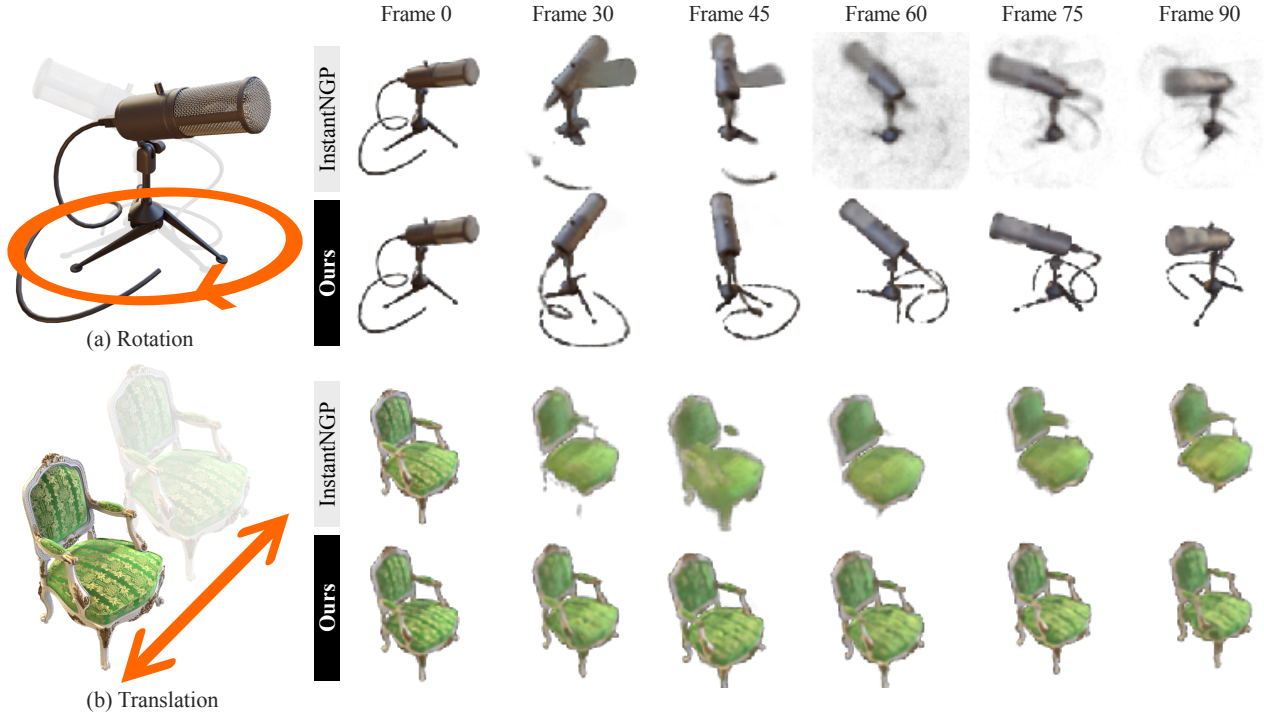 Frame 0 Frame 30 Frame 45 Frame 60 Frame 75 Frame 90
InstantNGP
Ours
(a) Rotation
InstantNGP
Ours
(b) Translation